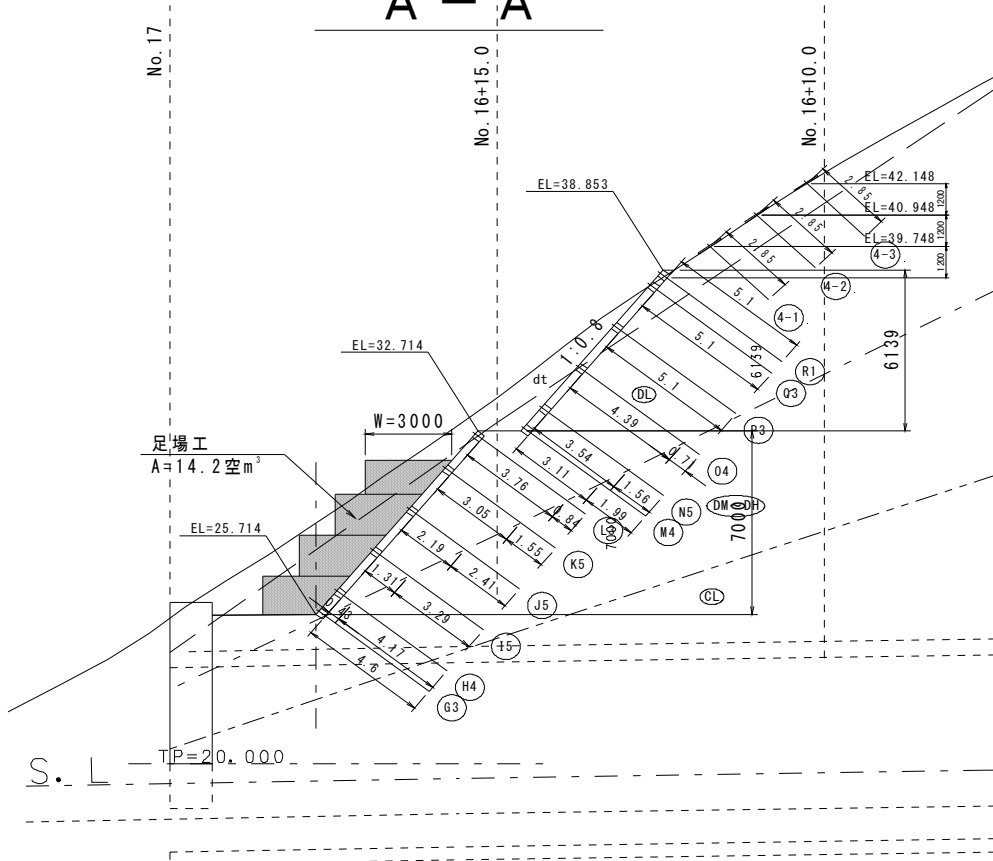 A － A
No.17
No.16+15.0
No.16+10.0
EL=42.148
EL=40.948
EL=39.748
1200
1200
1200
2.85
2.85
2.85
4-3
4-2
4-1
EL=38.853
5.1
5.1
5.1
6139
6139
R1
Q3
P3
1:0.8
dt
DL
EL=32.714
4.39
0.71
O4
3.54
1.56
N5
3.11
1.99
M4
DM～DH
7000
7000
W=3000
足場工
A=14.2空m³
3.76
0.84
3.05
1.55
K5
2.19
2.41
J5
1.31
3.29
I5
EL=25.714
0.43
4.17
H4
4.6
G3
CL
TP=20.000
S. L